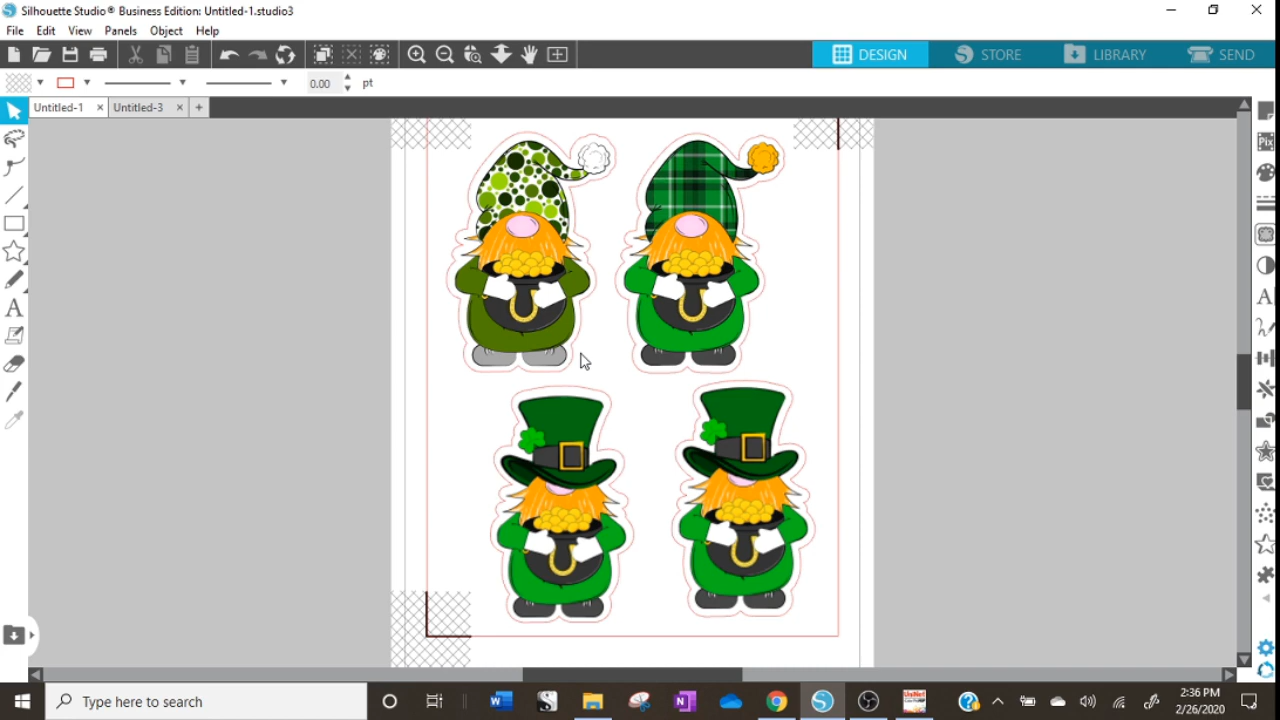 Silhouette Studio® Business Edition: Untitled-1.studio3
File Edit View Panels Object Help
DESIGN STORE LIBRARY SEND
0.00 pt
Untitled-1 Untitled-3
Type here to search
2:36 PM
2/26/2020